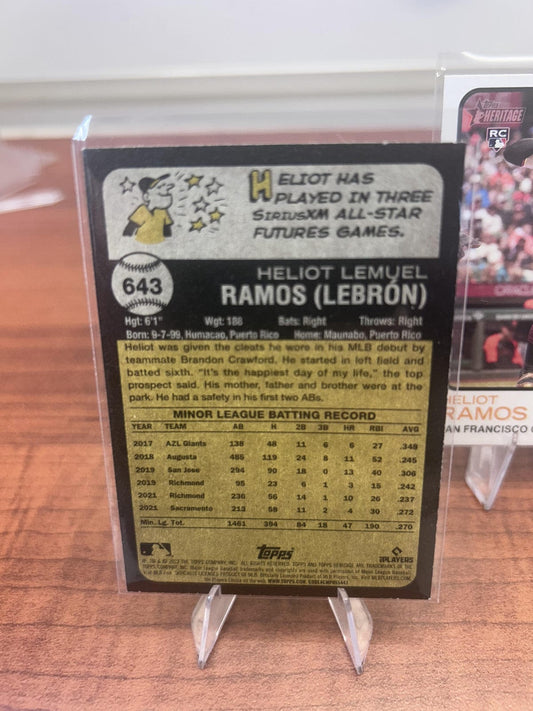 HELIOT HAS
PLAYED IN THREE
SIRIUSXM ALL-STAR
FUTURES GAMES.
643
HELIOT LEMUEL
RAMOS (LEBRÓN)
Hgt: 6'1" Wgt: 188 Bats: Right Throws: Right
Born: 9-7-99, Humacao, Puerto Rico Home: Maunabo, Puerto Rico
Heliot was given the cleats he wore in his MLB debut by
teammate Brandon Crawford. He started in left field and
batted sixth. "It's the happiest day of my life," the top
prospect said. His mother, father and brother were at the
park. He had a safety in his first two ABs.
MINOR LEAGUE BATTING RECORD
YEAR TEAM AB H 2B 3B HR RBI AVG
2017 AZL Giants 138 48 11 6 6 27 .348
2018 Augusta 485 119 24 8 11 52 .245
2019 San Jose 294 90 18 0 13 40 .306
2019 Richmond 95 23 6 1 3 15 .242
2021 Richmond 236 56 14 1 10 26 .237
2021 Sacramento 213 58 11 2 4 30 .272
Min. Lg. Tot. 1461 394 84 18 47 190 .270
Topps
PLAYERS
Topps
HERITAGE
RC
HELIOT
RAMOS
SAN FRANCISCO